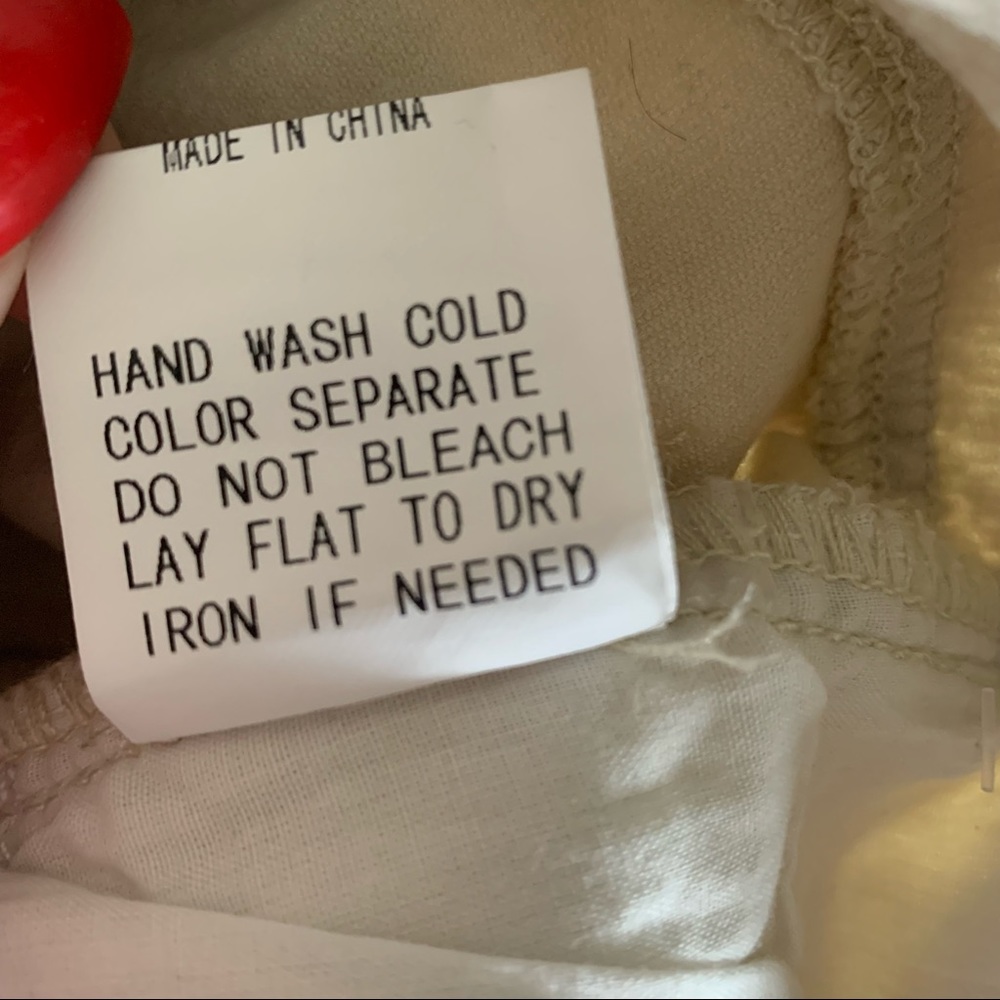 MADE IN CHINA
HAND WASH COLD
COLOR SEPARATE
DO NOT BLEACH
LAY FLAT TO DRY
IRON IF NEEDED